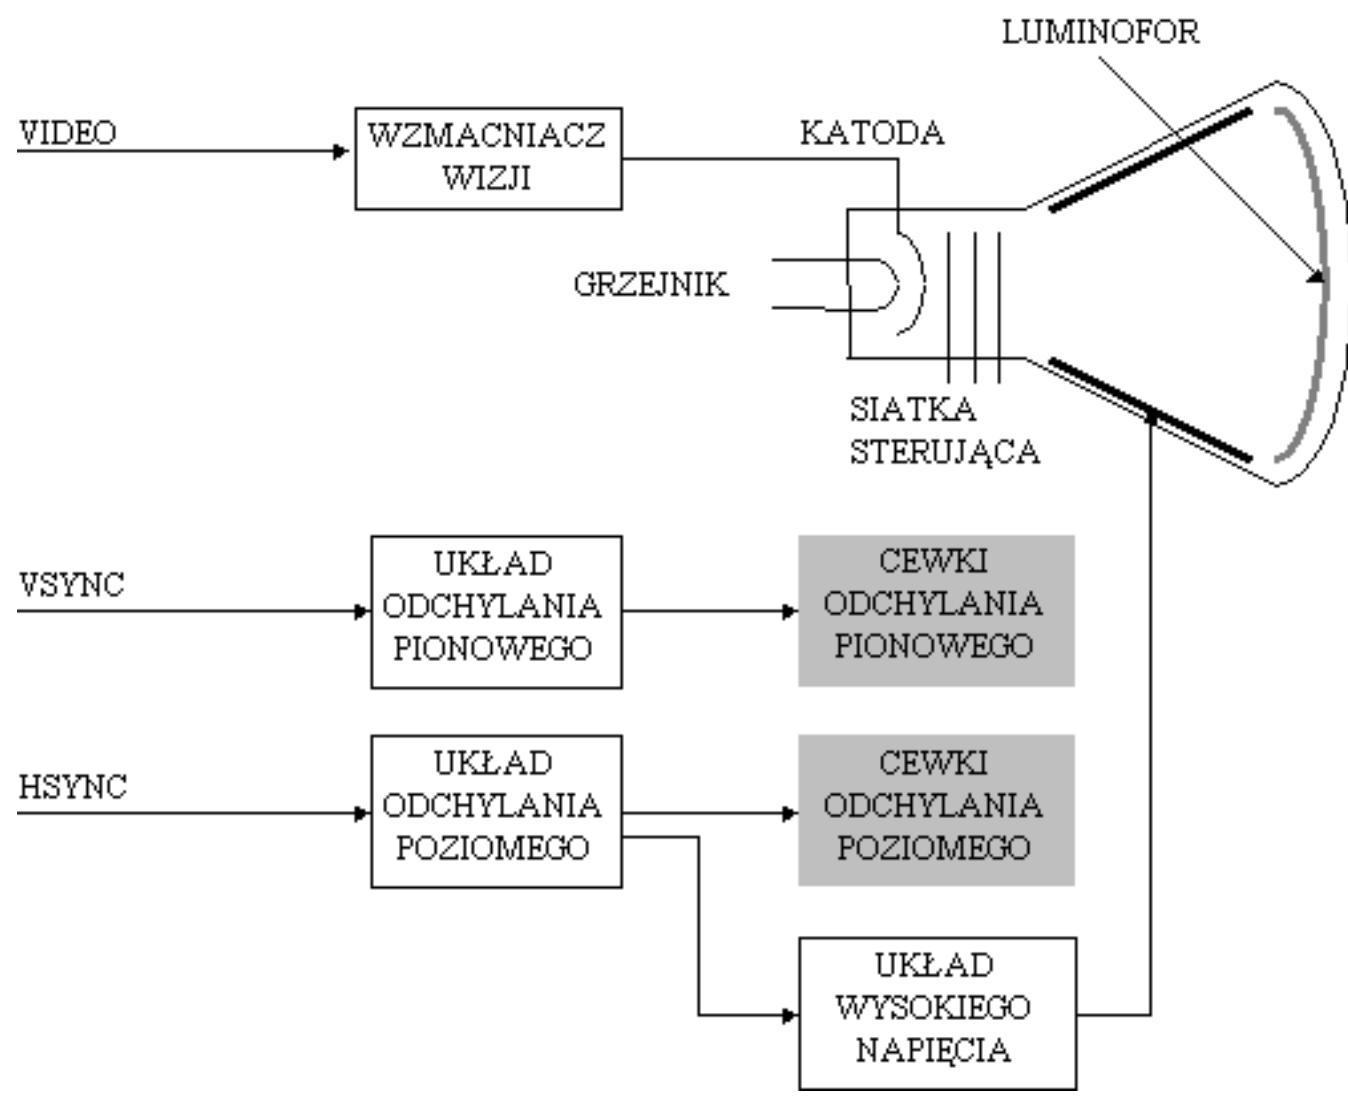 LUMINOFOR
VIDEO
WZMACNIACZ
WIZJI
KATODA
GRZEJNIK
SIATKA
STERUJĄCA
VSYNC
UKŁAD
ODCHYLANIA
PIONOWEGO
CEWKI
ODCHYLANIA
PIONOWEGO
HSYNC
UKŁAD
ODCHYLANIA
POZIOMEGO
CEWKI
ODCHYLANIA
POZIOMEGO
UKŁAD
WYSOKIEGO
NAPIĘCIA